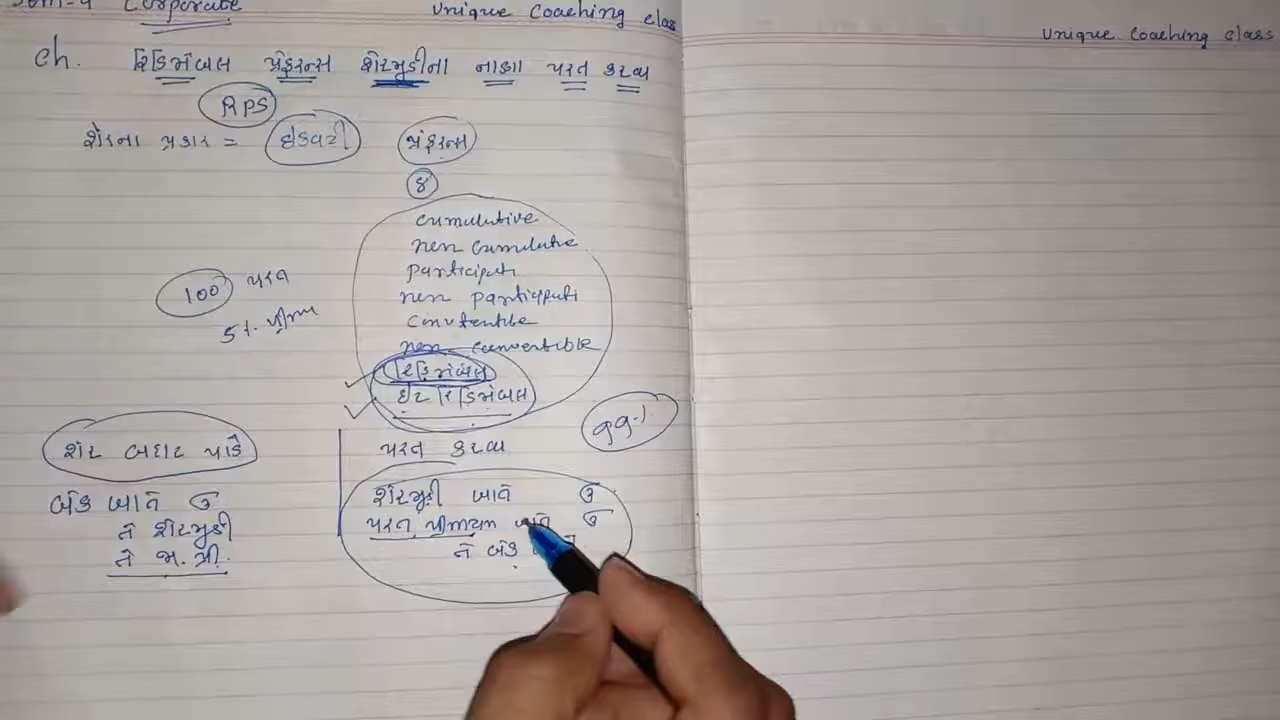 Sem-4 Corporate Unique Coaching Class
Unique Coaching Class
Ch. રિડિમેબલ પ્રેફરન્સ શેરમુડીના નાણા પરત કરવા
RPS
શેરના પ્રકાર = ઇક્વિટી પ્રેફરન્સ
8
cumulative
non cumulative
participati
non participati
convertible
non convertible
100 પરત
5%
રિડિમેબલ
ઇર રિડિમેબલ
શેર બહાર પાડે
પરત કરવા
બેંક ખાતે ઉ
તે શેરમુડી
તે જા. પ્રી.
શેરમુડી ખાતે ઉ
પરત પ્રીમીયમ ખાતે ઉ
તે બેંક